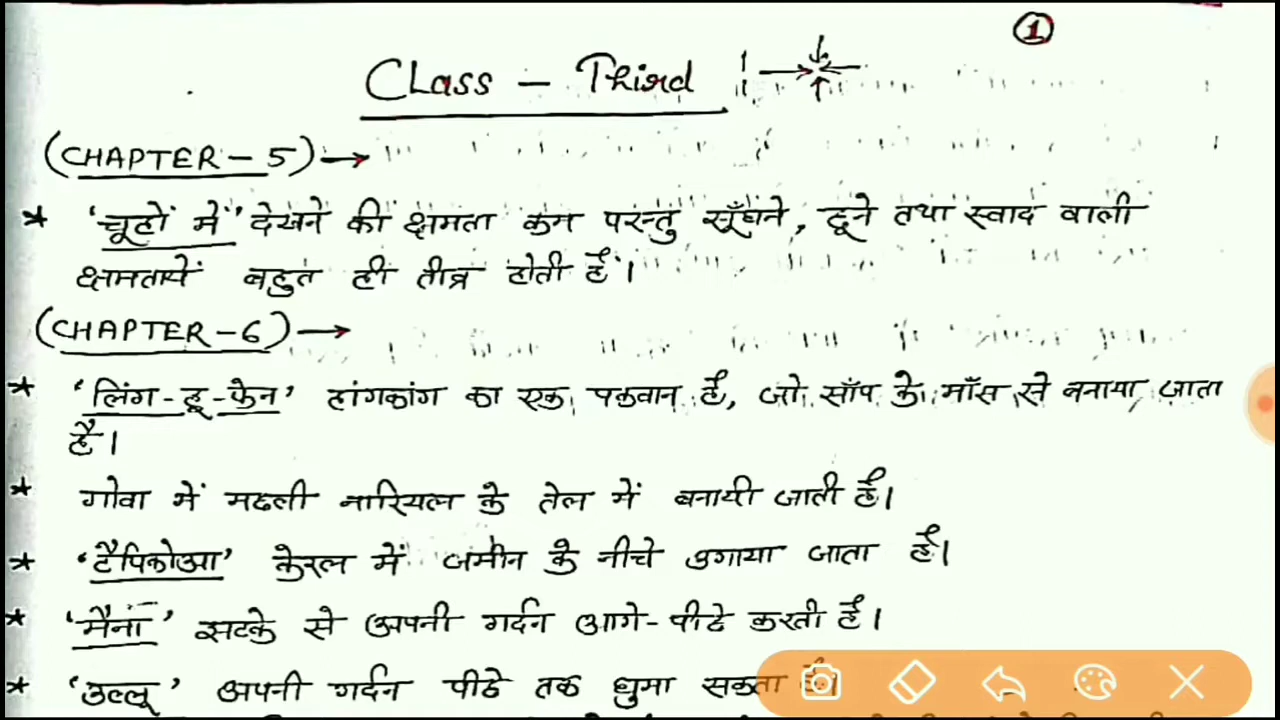 1
Class – Third
(CHAPTER – 5) →
* 'चूहों में' देखने की क्षमता कम परंन्तु सूँघने, छूने तथा स्वाद वाली
क्षमतायें बहुत ही तीव्र होती हैं।
(CHAPTER – 6) →
* 'लिंग-हू-फेन' हांगकांग का एक पकवान है, जो साँप के माँस से बनाया जाता
है।
* गोवा में मछली नारियल के तेल में बनायी जाती है।
* 'टैपिकोआ' केरल में जमीन के नीचे उगाया जाता है।
* 'मैना' झटके से अपनी गर्दन आगे-पीछे करती है।
* 'उल्लू' अपनी गर्दन पीछे तक घुमा सकता है।